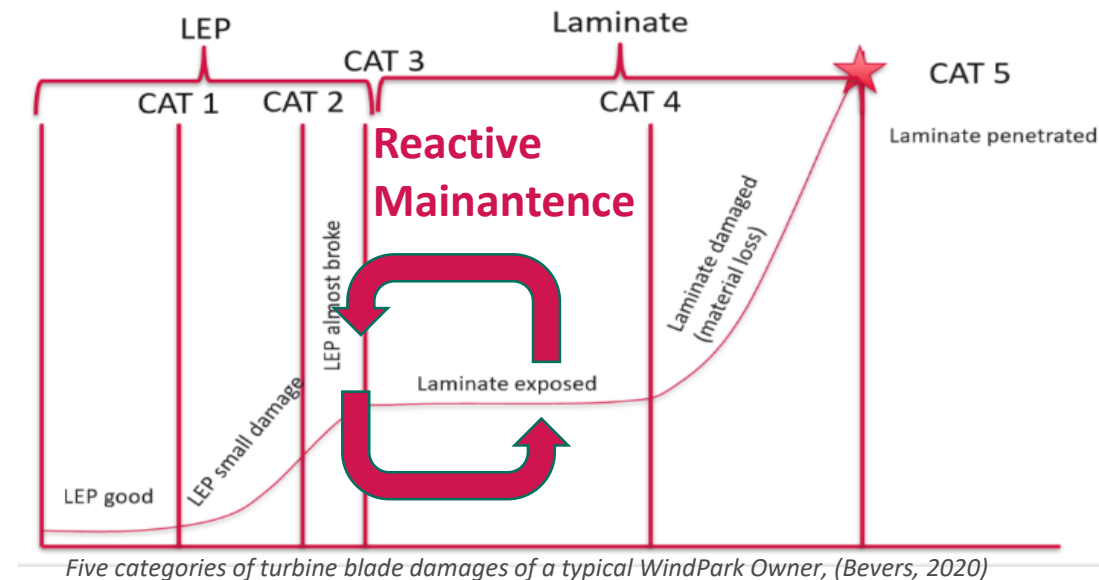 LEP
Laminate
CAT 3
CAT 5
CAT 1
CAT 2
CAT 4
Reactive
Mainantence
Laminate penetrated
LEP good
LEP small damage
LEP almost broke
Laminate exposed
Laminate damaged
(material loss)
Five categories of turbine blade damages of a typical WindPark Owner, (Bevers, 2020)